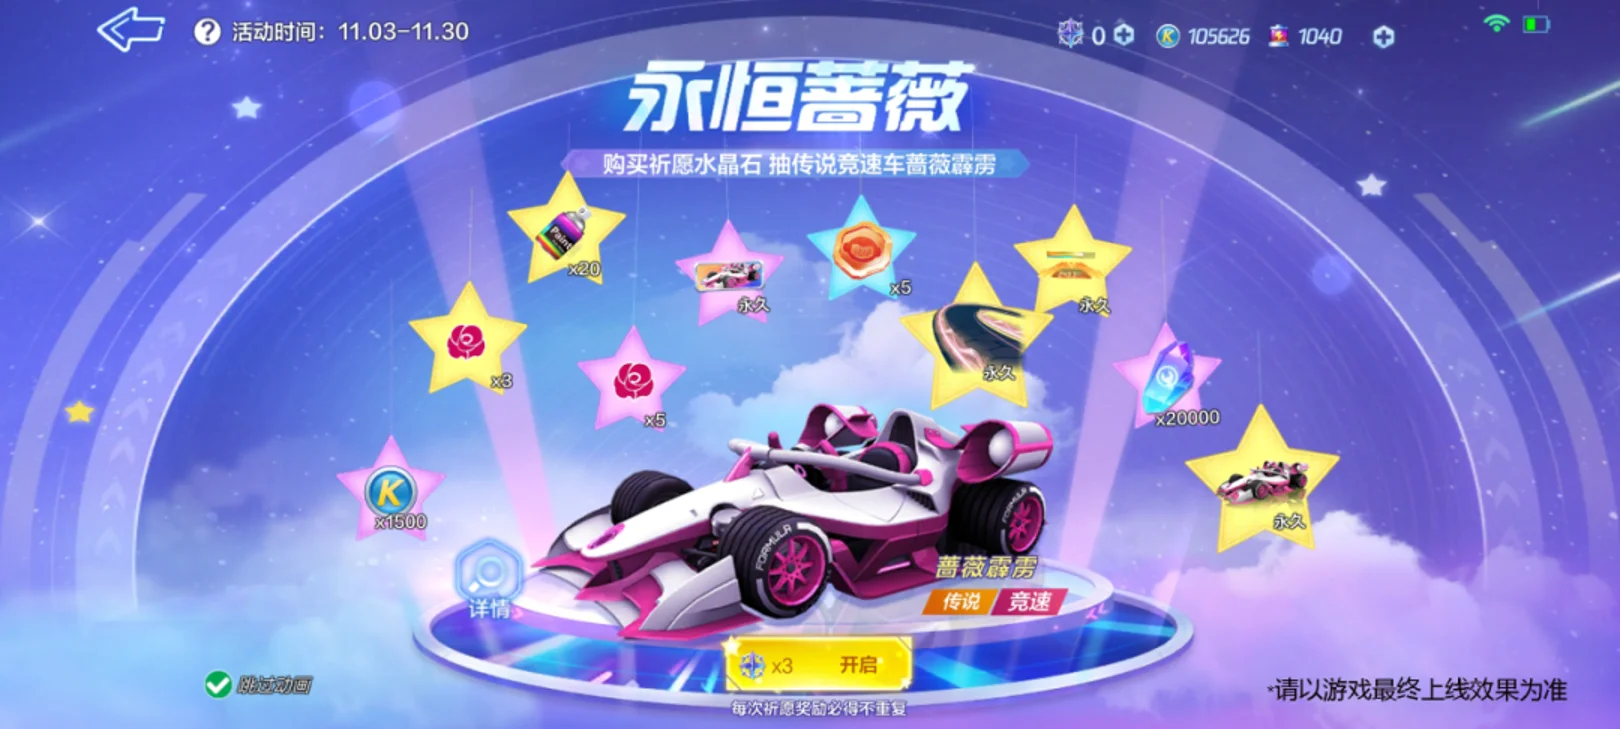 活动时间：11.03-11.30
0
105626
1040
永恒蔷薇
购买祈愿水晶石 抽传说竞速车蔷薇霹雳
Paint
x20
永久
x5
永久
x3
x5
永久
x20000
K
x1500
永久
FORMULA
FORMULA
蔷薇霹雳
传说 竞速
详情
x3 开启
跳过动画
每次祈愿奖励必得不重复
*请以游戏最终上线效果为准